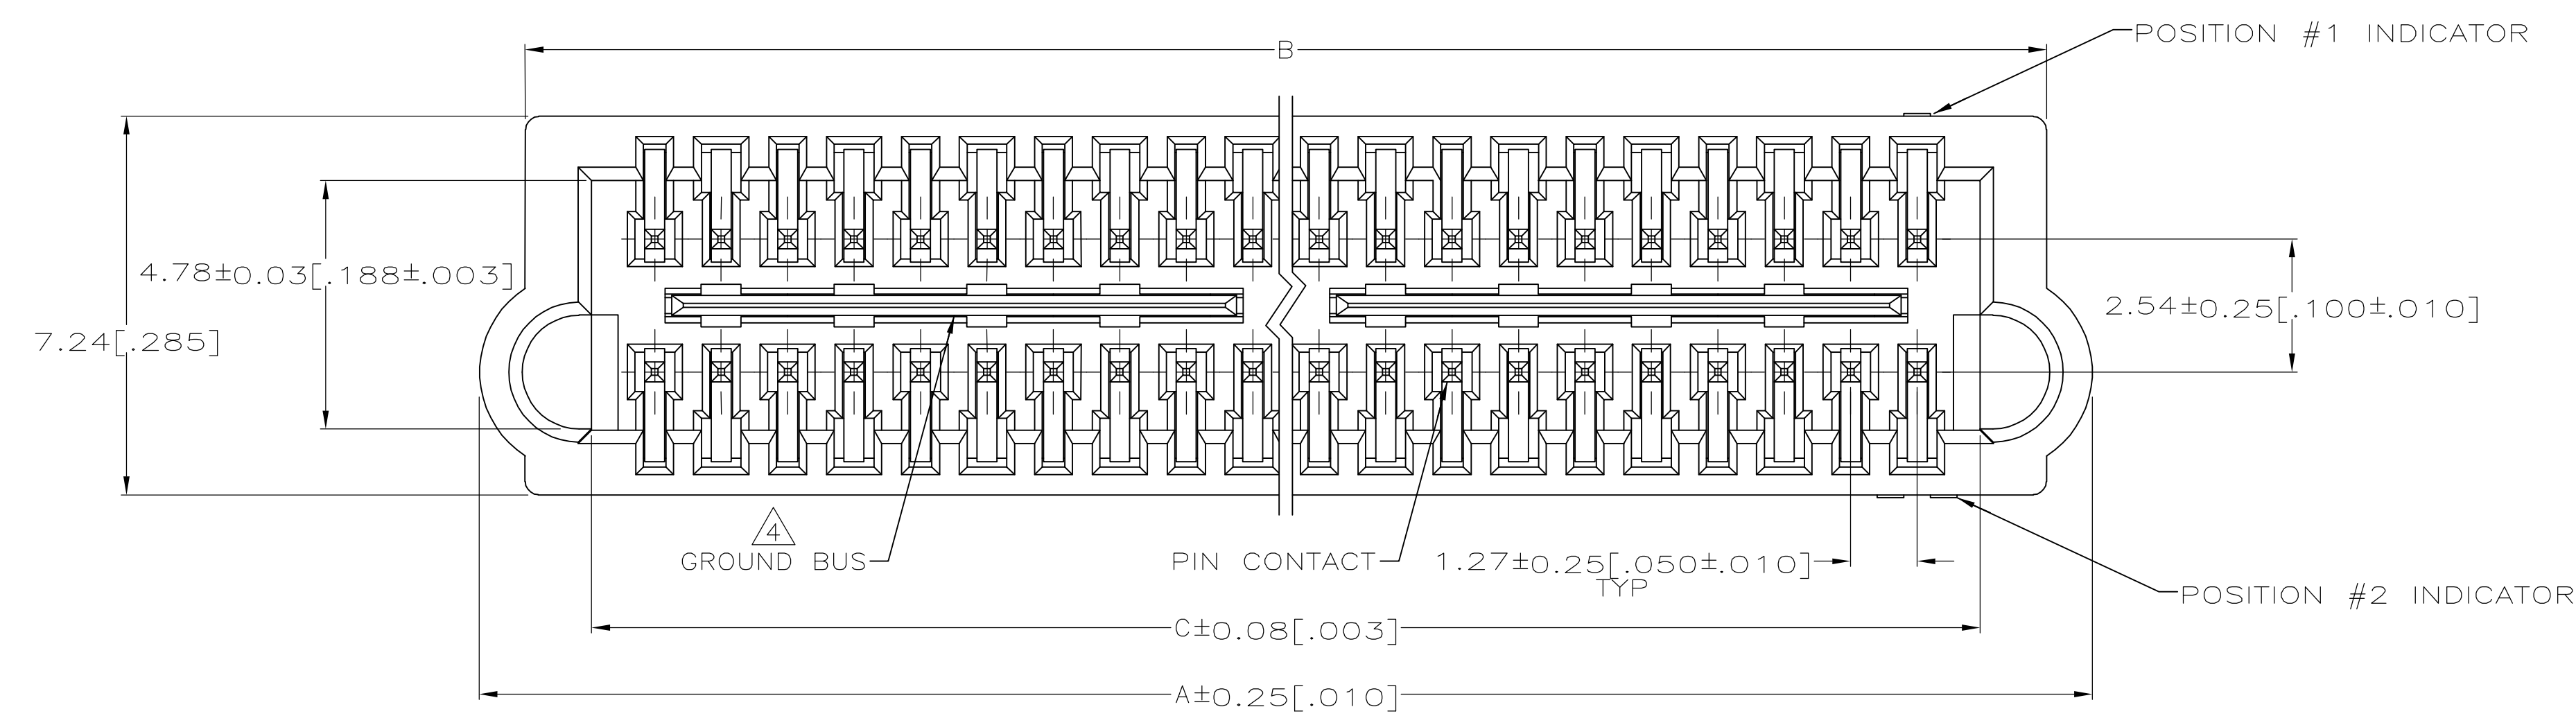 POSITION #1 INDICATOR
B
4.78±0.03[.188±.003]
2.54±0.25[.100±.010]
7.24[.285]
4
GROUND BUS
PIN CONTACT
1.27±0.25[.050±.010]
TYP
POSITION #2 INDICATOR
C±0.08[.003]
A±0.25[.010]